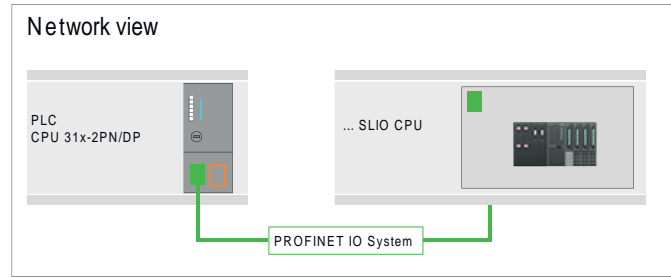 Network view
PLC
CPU 31x-2PN/DP
... SLIO CPU
PROFINET IO System